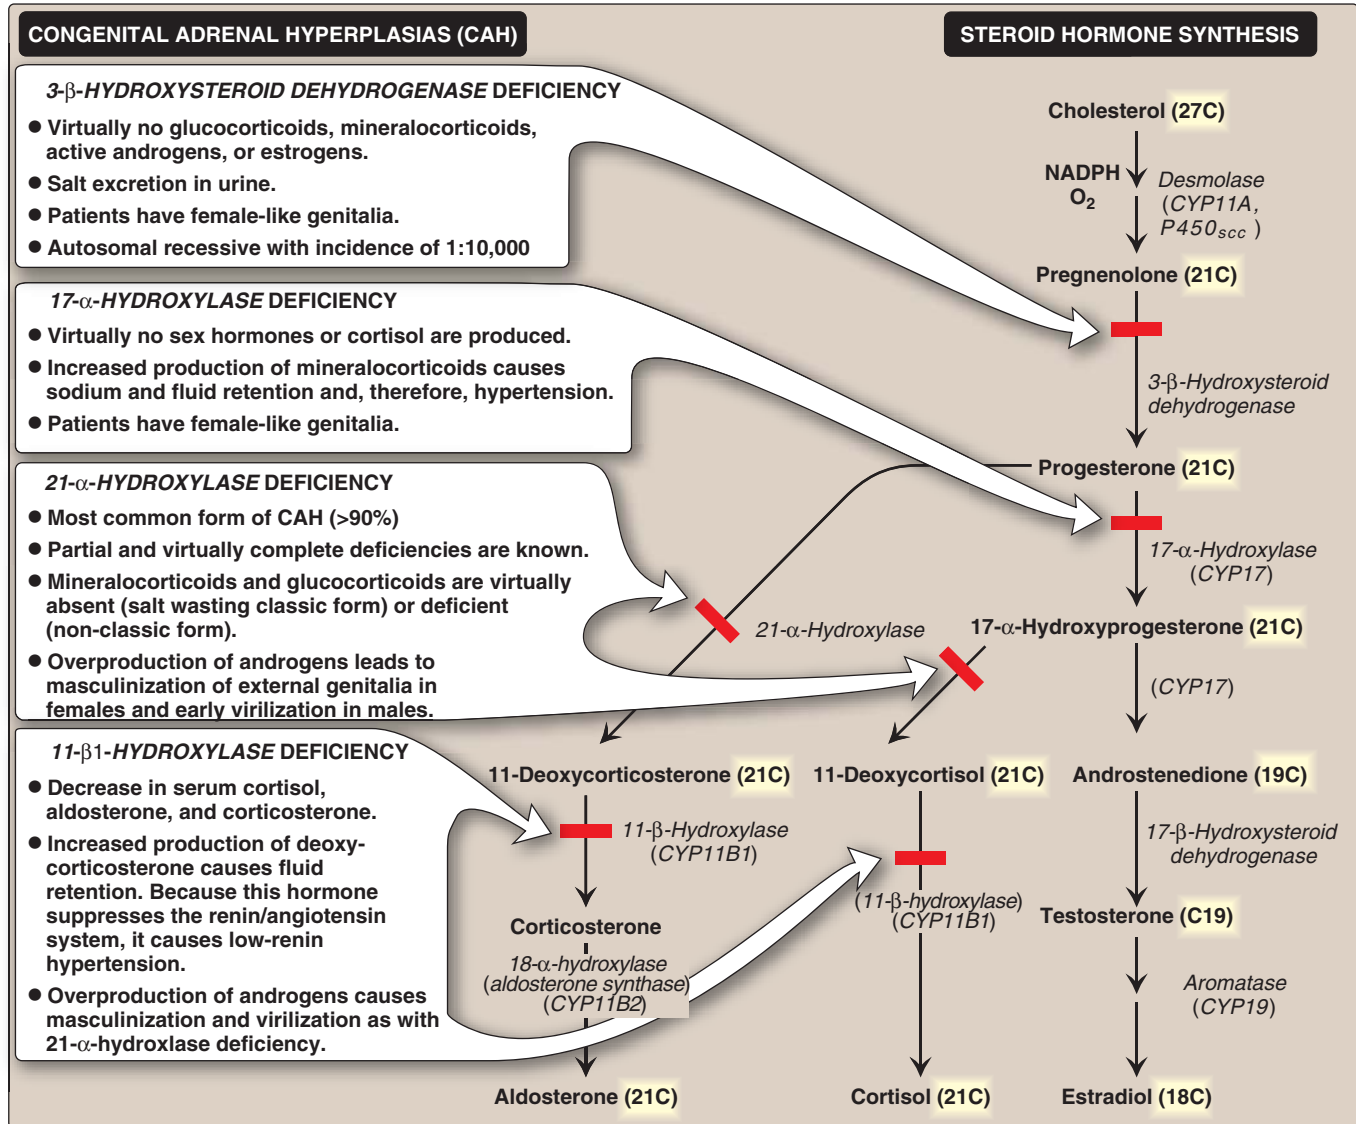 CONGENITAL ADRENAL HYPERPLASIAS (CAH)
3-β-HYDROXYSTEROID DEHYDROGENASE DEFICIENCY
● Virtually no glucocorticoids, mineralocorticoids,
active androgens, or estrogens.
● Salt excretion in urine.
● Patients have female-like genitalia.
● Autosomal recessive with incidence of 1:10,000
17-α-HYDROXYLASE DEFICIENCY
● Virtually no sex hormones or cortisol are produced.
● Increased production of mineralocorticoids causes
sodium and fluid retention and, therefore, hypertension.
● Patients have female-like genitalia.
21-α-HYDROXYLASE DEFICIENCY
● Most common form of CAH (>90%)
● Partial and virtually complete deficiencies are known.
● Mineralocorticoids and glucocorticoids are virtually
absent (salt wasting classic form) or deficient
(non-classic form).
● Overproduction of androgens leads to
masculinization of external genitalia in
females and early virilization in males.
11-β1-HYDROXYLASE DEFICIENCY
● Decrease in serum cortisol,
aldosterone, and corticosterone.
● Increased production of deoxy-
corticosterone causes fluid
retention. Because this hormone
suppresses the renin/angiotensin
system, it causes low-renin
hypertension.
● Overproduction of androgens causes
masculinization and virilization as with
21-α-hydroxlase deficiency.
STEROID HORMONE SYNTHESIS
Cholesterol (27C)
NADPH
O₂
Desmolase
(CYP11A,
P450scc )
Pregnenolone (21C)
3-β-Hydroxysteroid
dehydrogenase
Progesterone (21C)
17-α-Hydroxylase
(CYP17)
21-α-Hydroxylase
17-α-Hydroxyprogesterone (21C)
(CYP17)
11-Deoxycorticosterone (21C)
11-Deoxycortisol (21C)
Androstenedione (19C)
11-β-Hydroxylase
(CYP11B1)
17-β-Hydroxysteroid
dehydrogenase
(11-β-hydroxylase)
(CYP11B1)
Corticosterone
Testosterone (C19)
18-α-hydroxylase
(aldosterone synthase)
(CYP11B2)
Aromatase
(CYP19)
Aldosterone (21C)
Cortisol (21C)
Estradiol (18C)